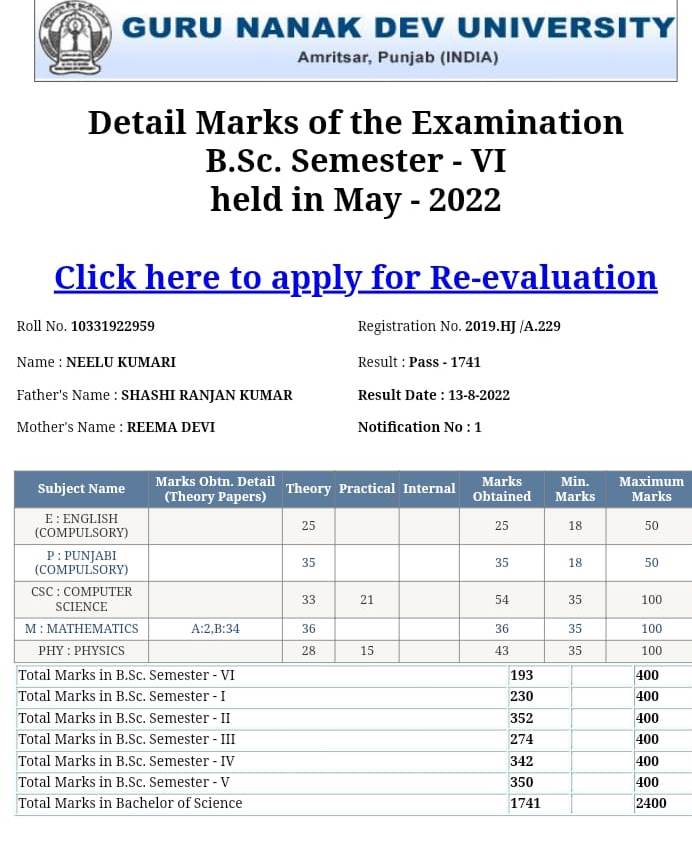 GURU NANAK DEV UNIVERSITY
Amritsar, Punjab (INDIA)
Detail Marks of the Examination
B.Sc. Semester - VI
held in May - 2022
Click here to apply for Re-evaluation
Roll No. 10331922959 Registration No. 2019.HJ /A.229
Name : NEELU KUMARI Result : Pass - 1741
Father's Name : SHASHI RANJAN KUMAR Result Date : 13-8-2022
Mother's Name : REEMA DEVI Notification No : 1
Subject Name Marks Obtn. Detail (Theory Papers) Theory Practical Internal Marks Obtained Min. Marks Maximum Marks
E : ENGLISH (COMPULSORY) 25 25 18 50
P : PUNJABI (COMPULSORY) 35 35 18 50
CSC : COMPUTER SCIENCE 33 21 54 35 100
M : MATHEMATICS A:2,B:34 36 36 35 100
PHY : PHYSICS 28 15 43 35 100
Total Marks in B.Sc. Semester - VI 193 400
Total Marks in B.Sc. Semester - I 230 400
Total Marks in B.Sc. Semester - II 352 400
Total Marks in B.Sc. Semester - III 274 400
Total Marks in B.Sc. Semester - IV 342 400
Total Marks in B.Sc. Semester - V 350 400
Total Marks in Bachelor of Science 1741 2400